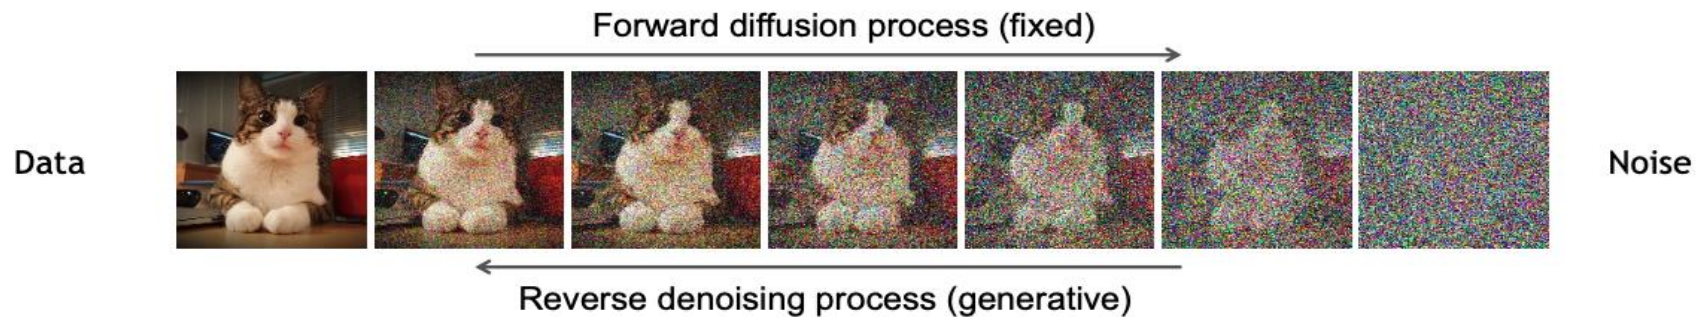 Forward diffusion process (fixed)
Data
Noise
Reverse denoising process (generative)